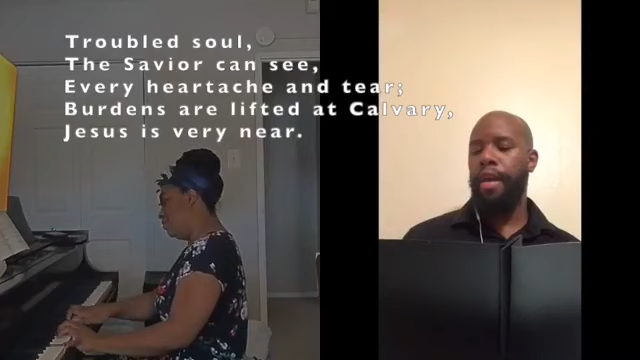 Troubled soul,
The Savior can see,
Every heartache and tear;
Burdens are lifted at Calvary,
Jesus is very near.